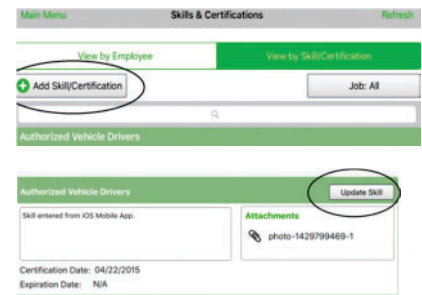 Main Menu Skills & Certifications Refresh
View by Employee View by Skill/Certification
Add Skill/Certification Job: All
Authorized Vehicle Drivers
Authorized Vehicle Drivers Update Skill
Skill entered from iOS Mobile App. Attachments
photo-1429799469-1
Certification Date: 04/22/2015
Expiration Date: N/A